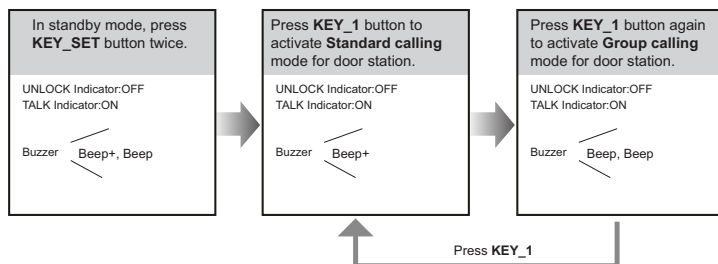 In standby mode, press
KEY_SET button twice.
UNLOCK Indicator:OFF
TALK Indicator:ON
Buzzer
Beep+, Beep
Press KEY_1 button to
activate Standard calling
mode for door station.
UNLOCK Indicator:OFF
TALK Indicator:ON
Buzzer
Beep+
Press KEY_1 button again
to activate Group calling
mode for door station.
UNLOCK Indicator:OFF
TALK Indicator:ON
Buzzer
Beep, Beep
Press KEY_1